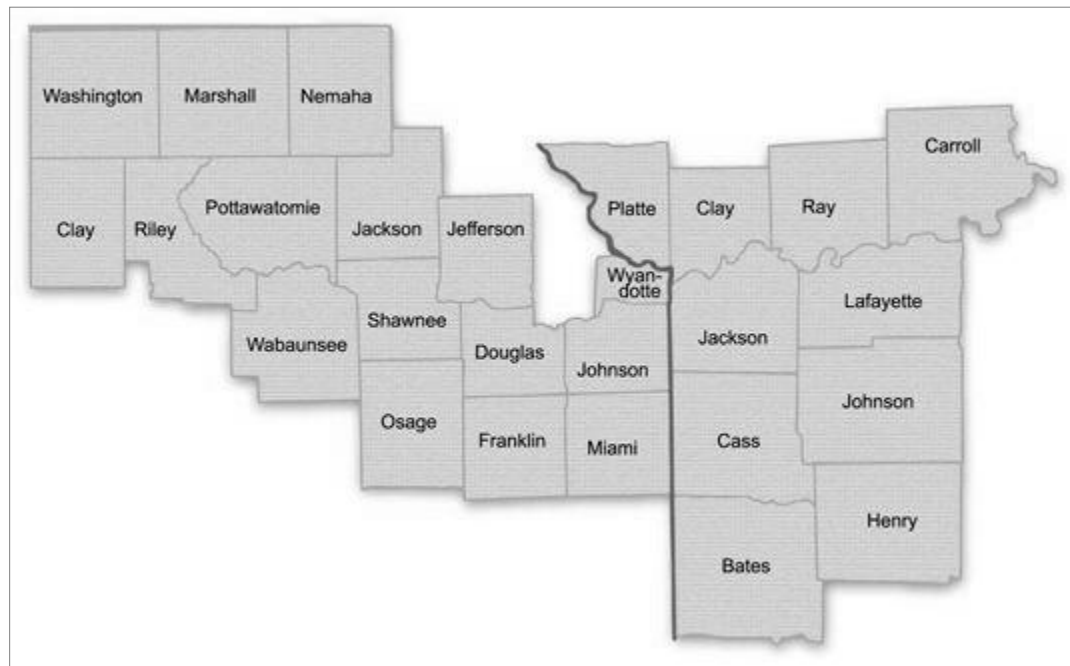 Washington
Marshall
Nemaha
Carroll
Clay
Riley
Pottawatomie
Jackson
Jefferson
Platte
Clay
Ray
Wyan-
dotte
Shawnee
Lafayette
Wabaunsee
Douglas
Johnson
Jackson
Johnson
Osage
Franklin
Miami
Cass
Henry
Bates